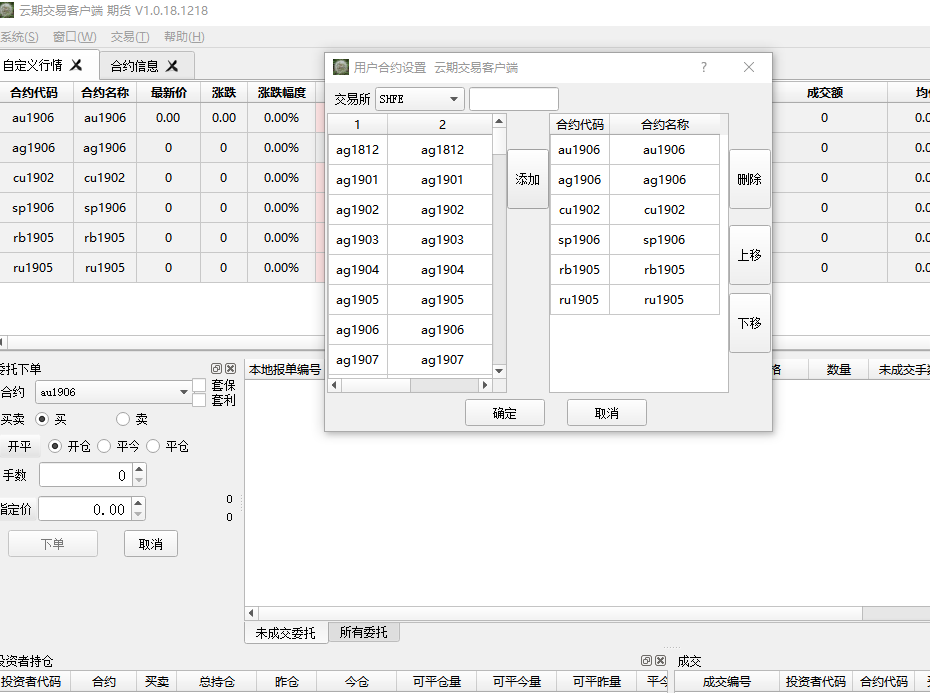 云期交易客户端 期货 V1.0.18.1218
系统(S) 窗口(W) 交易(T) 帮助(H)
自定义行情 合约信息
合约代码 合约名称 最新价 涨跌 涨跌幅度 成交额 均价
au1906 au1906 0.00 0.00 0.00% 0 0.0
ag1906 ag1906 0 0 0.00% 0 0.0
cu1902 cu1902 0 0 0.00% 0 0.0
sp1906 sp1906 0 0 0.00% 0 0.0
rb1905 rb1905 0 0 0.00% 0 0.0
ru1905 ru1905 0 0 0.00% 0 0.0
用户合约设置 云期交易客户端 ?
交易所 SHFE
1 2
ag1812 ag1812
ag1901 ag1901
ag1902 ag1902
ag1903 ag1903
ag1904 ag1904
ag1905 ag1905
ag1906 ag1906
ag1907 ag1907
添加
合约代码 合约名称
au1906 au1906
ag1906 ag1906
cu1902 cu1902
sp1906 sp1906
rb1905 rb1905
ru1905 ru1905
删除
上移
下移
确定 取消
委托下单
合约 au1906 套保
套利
买卖 买 卖
开平 开仓 平今 平仓
手数 0
指定价 0.00
0
0
下单 取消
本地报单编号 格 数量 未成交手数
未成交委托 所有委托
投资者持仓
投资者代码 合约 买卖 总持仓 昨仓 今仓 可平仓量 可平今量 可平昨量 平今
成交
成交编号 投资者代码 合约代码